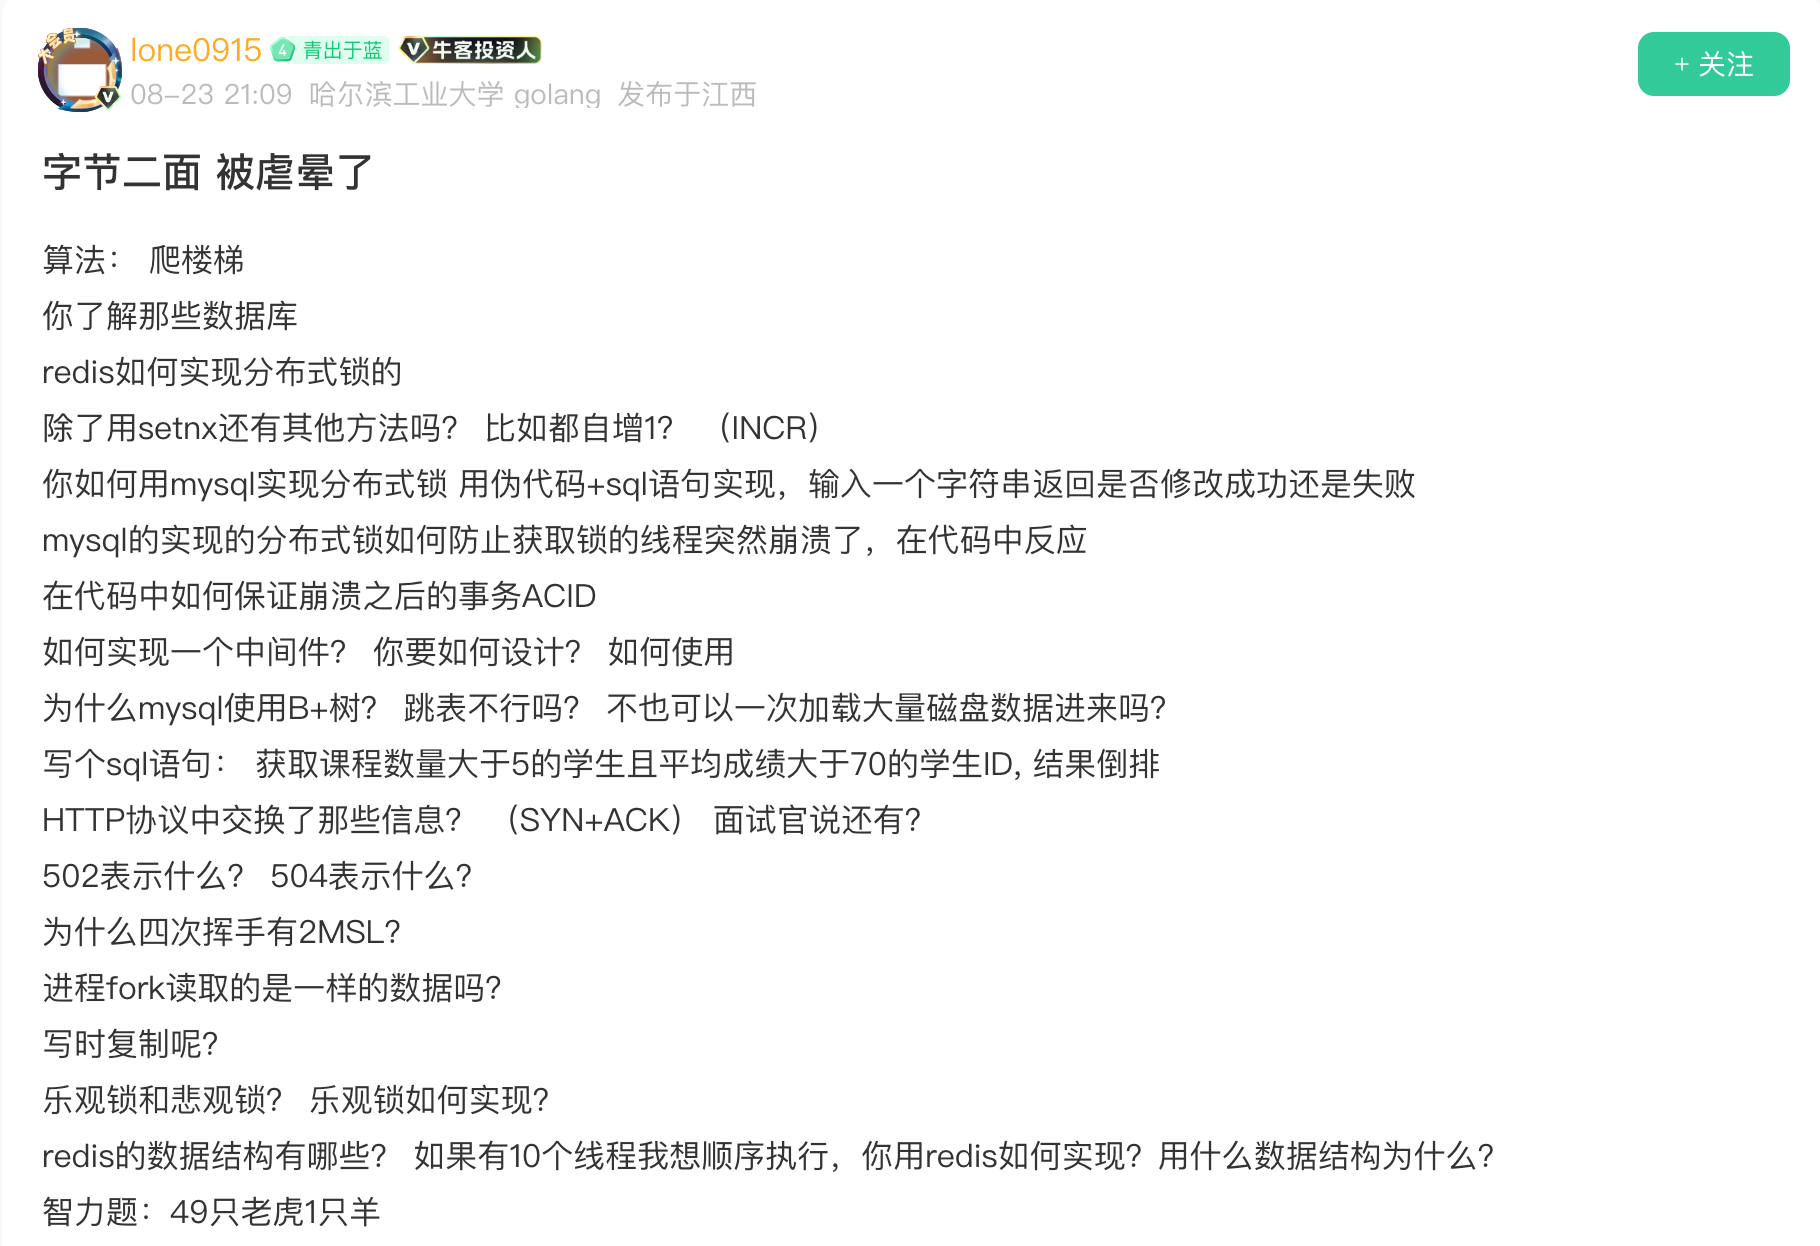 大会员
lone0915 4 青出于蓝 V 牛客投资人
+ 关注
08-23 21:09 哈尔滨工业大学 golang 发布于江西
字节二面 被虐晕了
算法： 爬楼梯
你了解那些数据库
redis如何实现分布式锁的
除了用setnx还有其他方法吗？ 比如都自增1？ （INCR）
你如何用mysql实现分布式锁 用伪代码+sql语句实现，输入一个字符串返回是否修改成功还是失败
mysql的实现的分布式锁如何防止获取锁的线程突然崩溃了，在代码中反应
在代码中如何保证崩溃之后的事务ACID
如何实现一个中间件？ 你要如何设计？ 如何使用
为什么mysql使用B+树？ 跳表不行吗？ 不也可以一次加载大量磁盘数据进来吗？
写个sql语句： 获取课程数量大于5的学生且平均成绩大于70的学生ID, 结果倒排
HTTP协议中交换了那些信息？ （SYN+ACK） 面试官说还有？
502表示什么？ 504表示什么？
为什么四次挥手有2MSL？
进程fork读取的是一样的数据吗？
写时复制呢？
乐观锁和悲观锁？ 乐观锁如何实现？
redis的数据结构有哪些？ 如果有10个线程我想顺序执行，你用redis如何实现？用什么数据结构为什么？
智力题：49只老虎1只羊